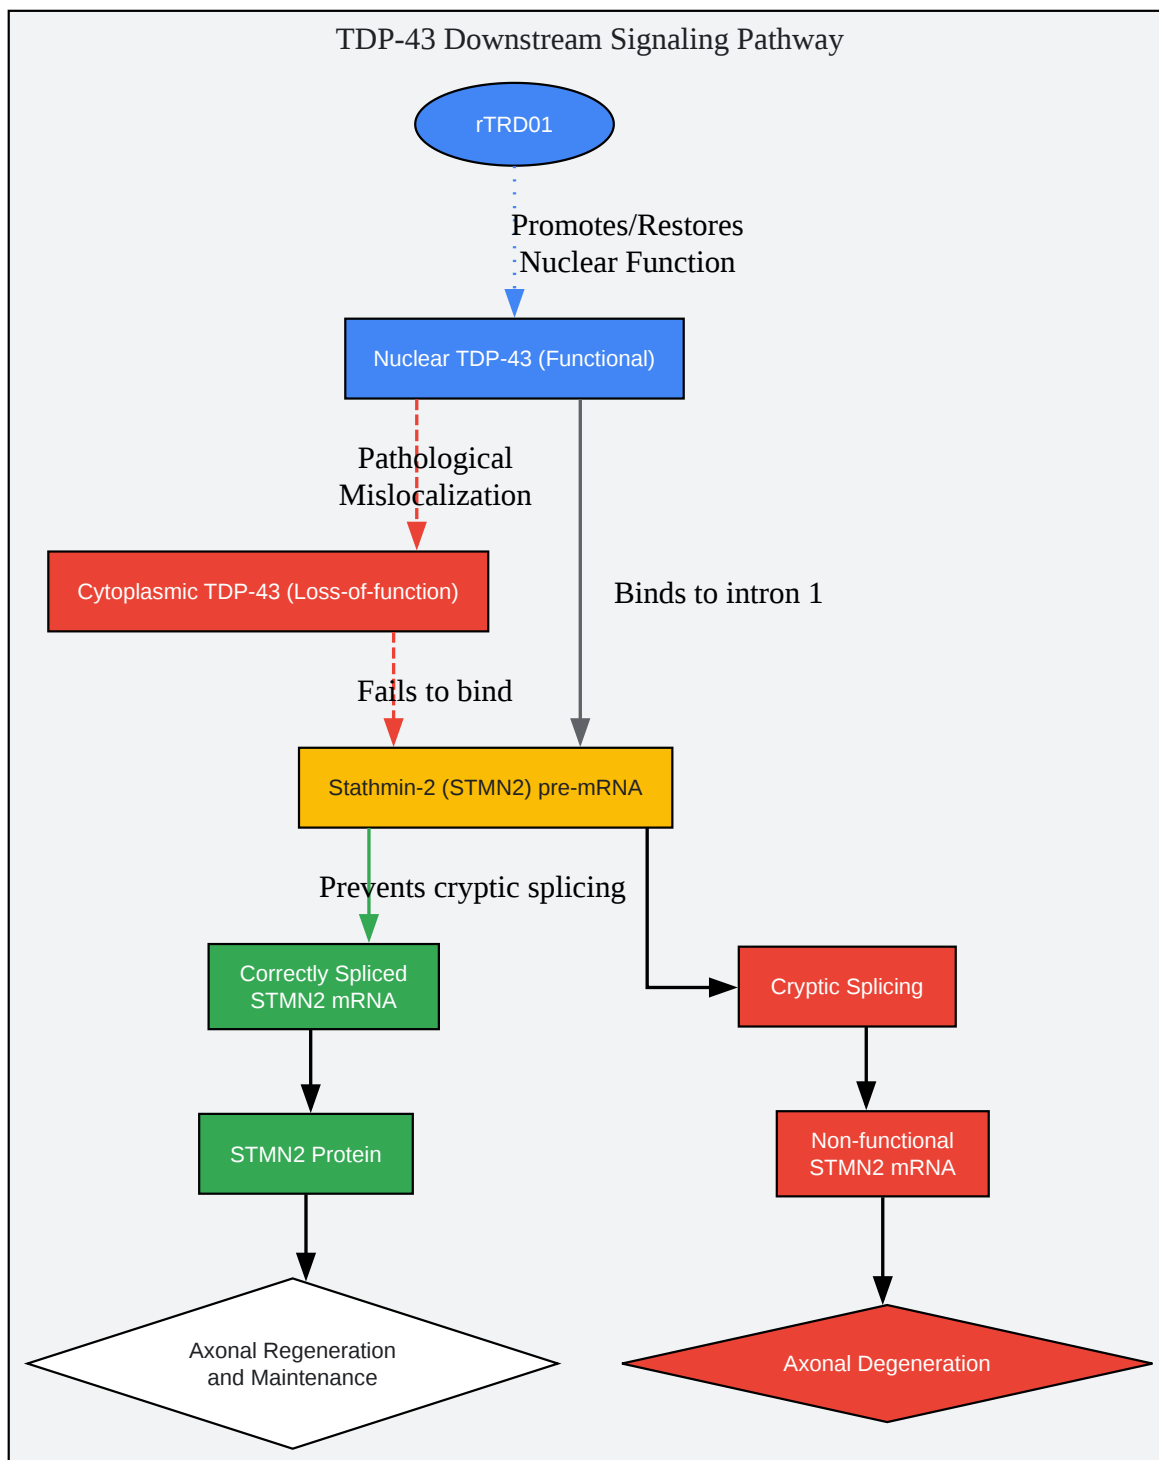 TDP-43 Downstream Signaling Pathway
rTRD01
Promotes/Restores
Nuclear Function
Nuclear TDP-43 (Functional)
Pathological
Mislocalization
Cytoplasmic TDP-43 (Loss-of-function)
Binds to intron 1
Fails to bind
Stathmin-2 (STMN2) pre-mRNA
Prevents cryptic splicing
Correctly Spliced
STMN2 mRNA
Cryptic Splicing
STMN2 Protein
Non-functional
STMN2 mRNA
Axonal Regeneration
and Maintenance
Axonal Degeneration